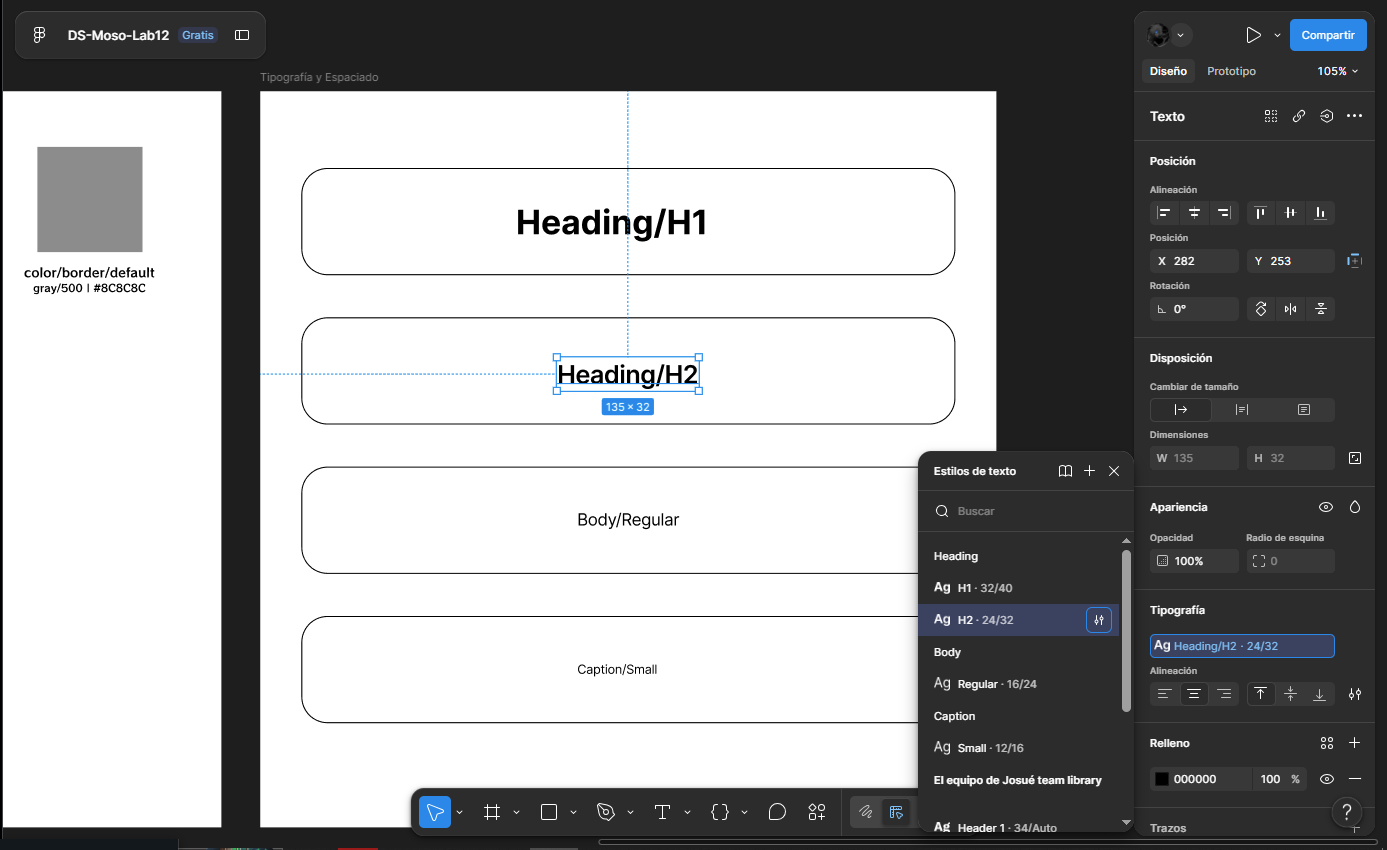 DS-Moso-Lab12 Gratis
Compartir
Diseño Prototipo 105%
Tipografía y Espaciado
color/border/default
gray/500 | #8C8C8C
Heading/H1
Heading/H2
135 × 32
Body/Regular
Caption/Small
Estilos de texto
Buscar
Heading
Ag H1 · 32/40
Ag H2 · 24/32
Body
Ag Regular · 16/24
Caption
Ag Small · 12/16
El equipo de Josué team library
Ag Header 1 · 34/Auto
Texto
Posición
Alineación
Posición
X 282 Y 253
Rotación
0°
Disposición
Cambiar de tamaño
Dimensiones
W 135 H 32
Apariencia
Opacidad Radio de esquina
100% 0
Tipografía
Ag Heading/H2 · 24/32
Alineación
Relleno
000000 100 %
Trazos
?